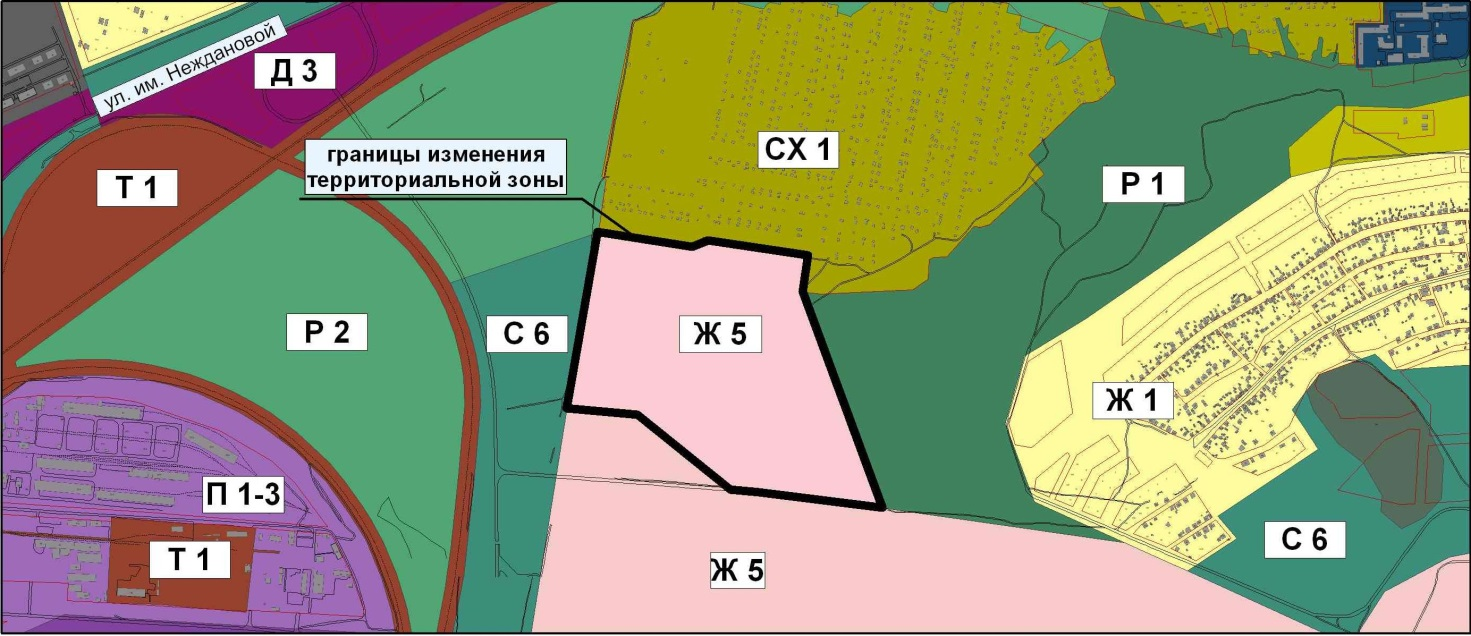 ул. им. Неждановой
Д 3
границы изменения
территориальной зоны
СХ 1
Т 1
Р 1
Р 2
С 6
Ж 5
Ж 1
П 1-3
Т 1
Ж 5
С 6